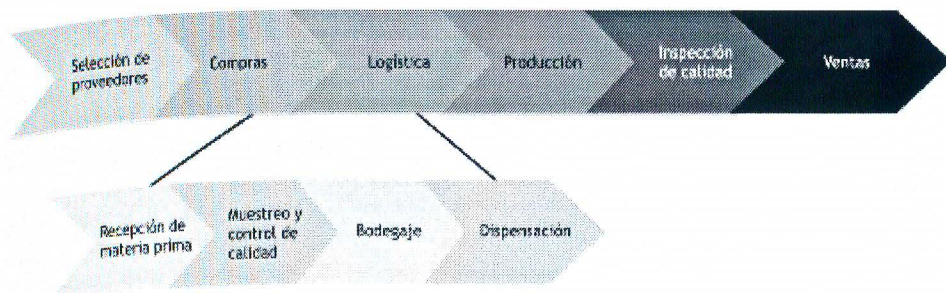 Selección de
proveedores
Compras
Logística
Producción
Inspección
de calidad
Ventas
Recepción de
materia prima
Muestreo y
control de
calidad
Bodegaje
Dispensación